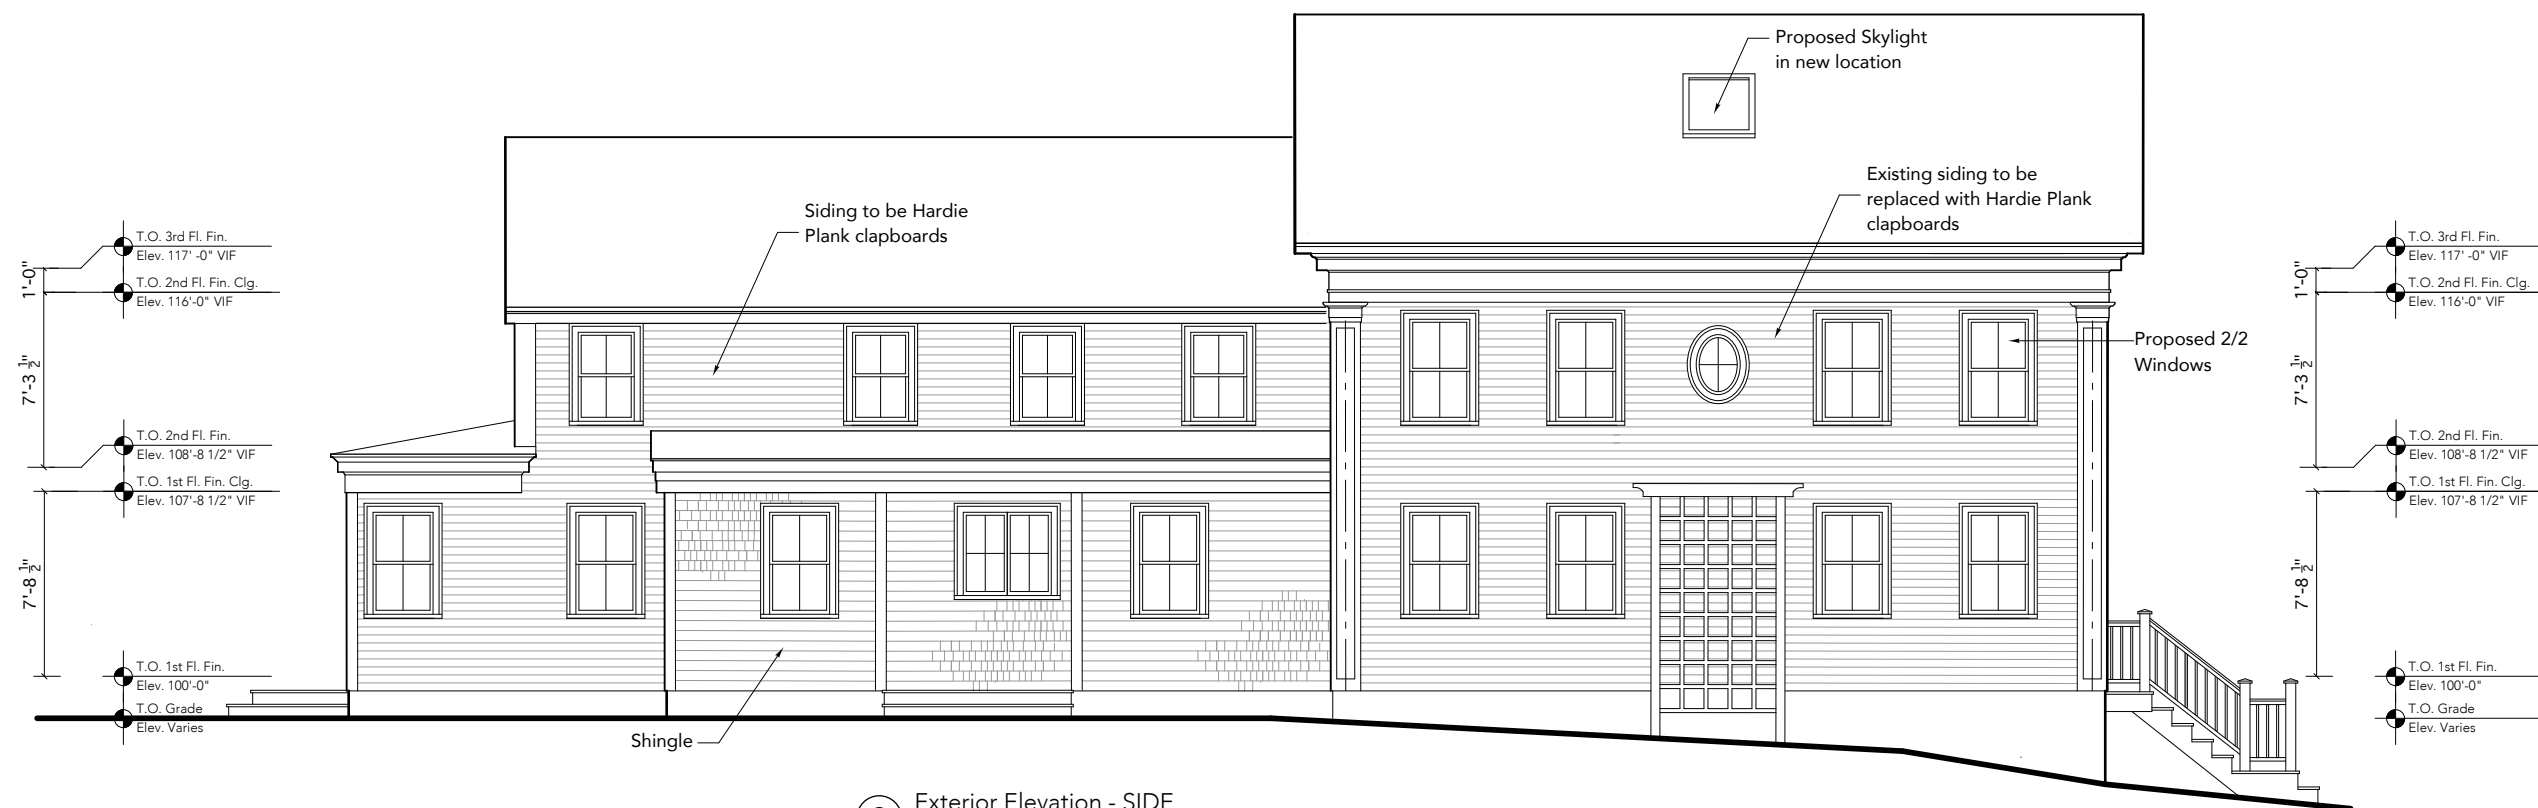 Proposed Skylight
in new location
Existing siding to be
replaced with Hardie Plank
clapboards
Siding to be Hardie
Plank clapboards
Proposed 2/2
Windows
Shingle
T.O. 3rd Fl. Fin.
Elev. 117' -0" VIF
T.O. 2nd Fl. Fin. Clg.
Elev. 116'-0" VIF
T.O. 2nd Fl. Fin.
Elev. 108'-8 1/2" VIF
T.O. 1st Fl. Fin. Clg.
Elev. 107'-8 1/2" VIF
T.O. 1st Fl. Fin.
Elev. 100'-0"
T.O. Grade
Elev. Varies
1'-0"
7'-3 1/2"
7'-8 1/2"
T.O. 3rd Fl. Fin.
Elev. 117' -0" VIF
T.O. 2nd Fl. Fin. Clg.
Elev. 116'-0" VIF
T.O. 2nd Fl. Fin.
Elev. 108'-8 1/2" VIF
T.O. 1st Fl. Fin. Clg.
Elev. 107'-8 1/2" VIF
T.O. 1st Fl. Fin.
Elev. 100'-0"
T.O. Grade
Elev. Varies
1'-0"
7'-3 1/2"
7'-8 1/2"
Exterior Elevation - SIDE